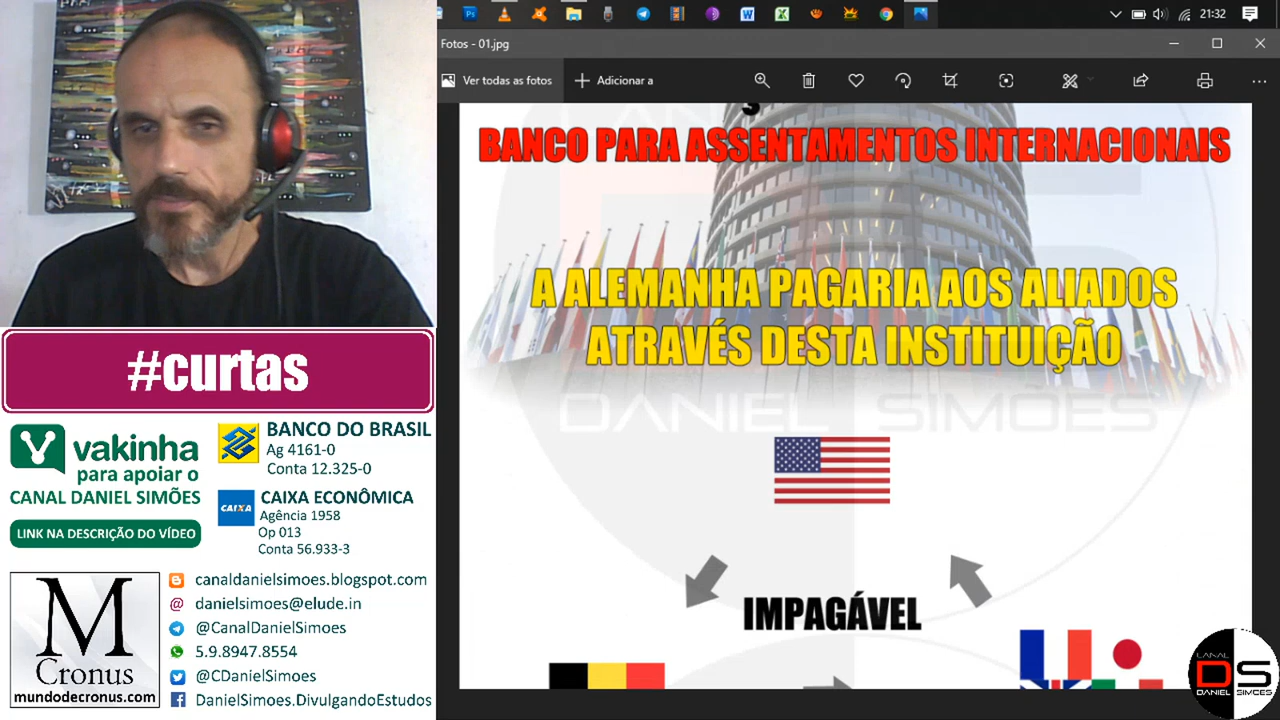 21:32
Fotos - 01.jpg
Ver todas as fotos
Adicionar a
BANCO PARA ASSENTAMENTOS INTERNACIONAIS
A ALEMANHA PAGARIA AOS ALIADOS
ATRAVÉS DESTA INSTITUIÇÃO
DANIEL SIMÕES
IMPAGÁVEL
#curtas
vakinha
para apoiar o
CANAL DANIEL SIMÕES
LINK NA DESCRIÇÃO DO VÍDEO
BANCO DO BRASIL
Ag 4161-0
Conta 12.325-0
CAIXA
CAIXA ECONÔMICA
Agência 1958
Op 013
Conta 56.933-3
M
Cronus
mundodecronus.com
canaldanielsimoes.blogspot.com
danielsimoes@elude.in
@CanalDanielSimoes
5.9.8947.8554
@CDanielSimoes
DanielSimoes.DivulgandoEstudos
CANAL
DS
DANIEL SIMÕES